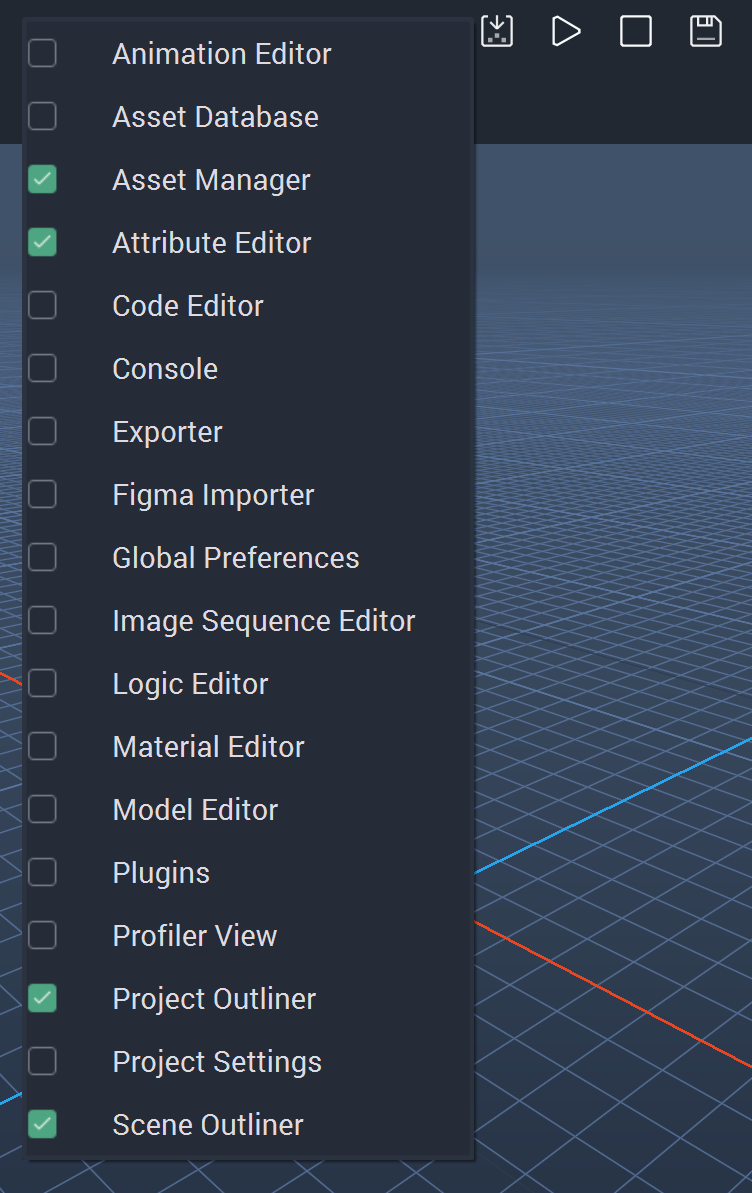 Animation Editor
Asset Database
Asset Manager
Attribute Editor
Code Editor
Console
Exporter
Figma Importer
Global Preferences
Image Sequence Editor
Logic Editor
Material Editor
Model Editor
Plugins
Profiler View
Project Outliner
Project Settings
Scene Outliner